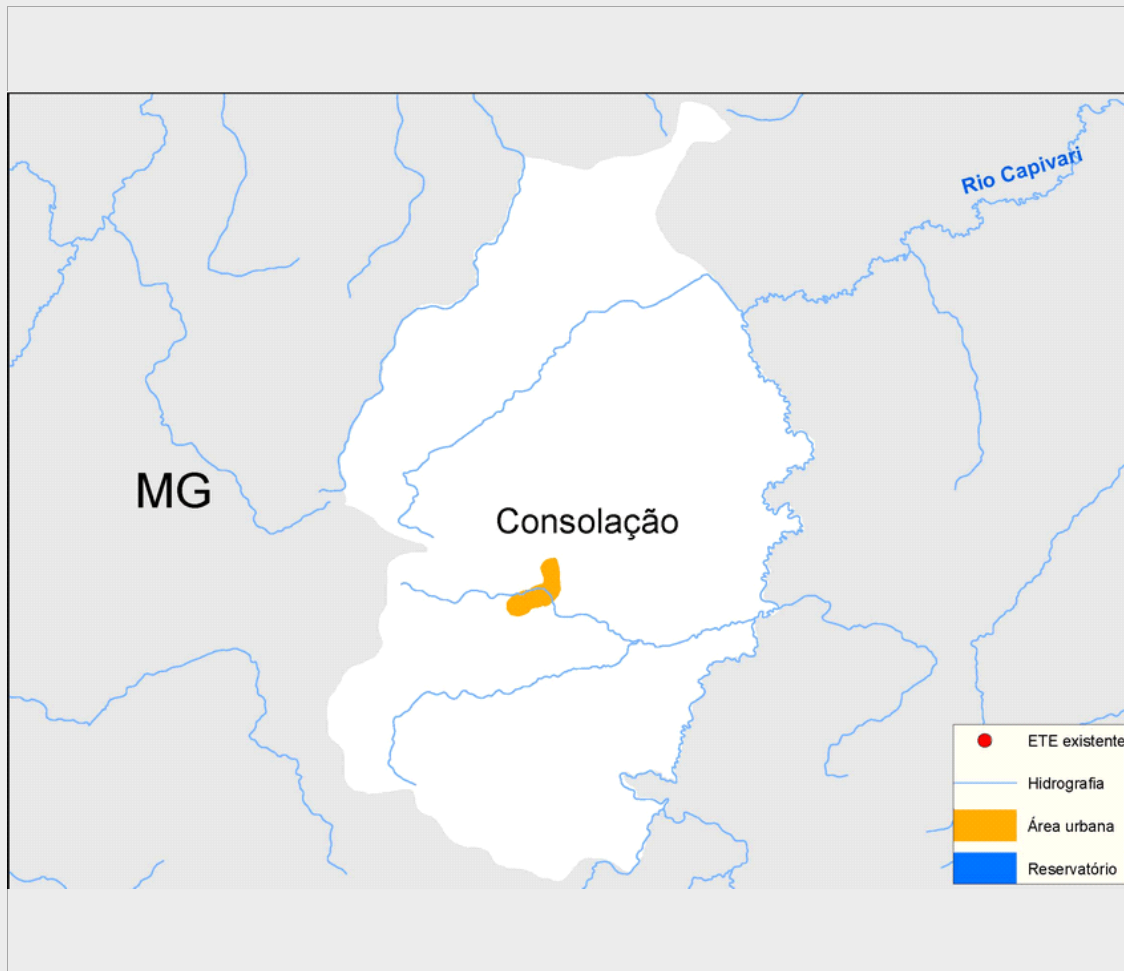 Rio Capivari
MG
Consolação
ETE existente
Hidrografia
Área urbana
Reservatório